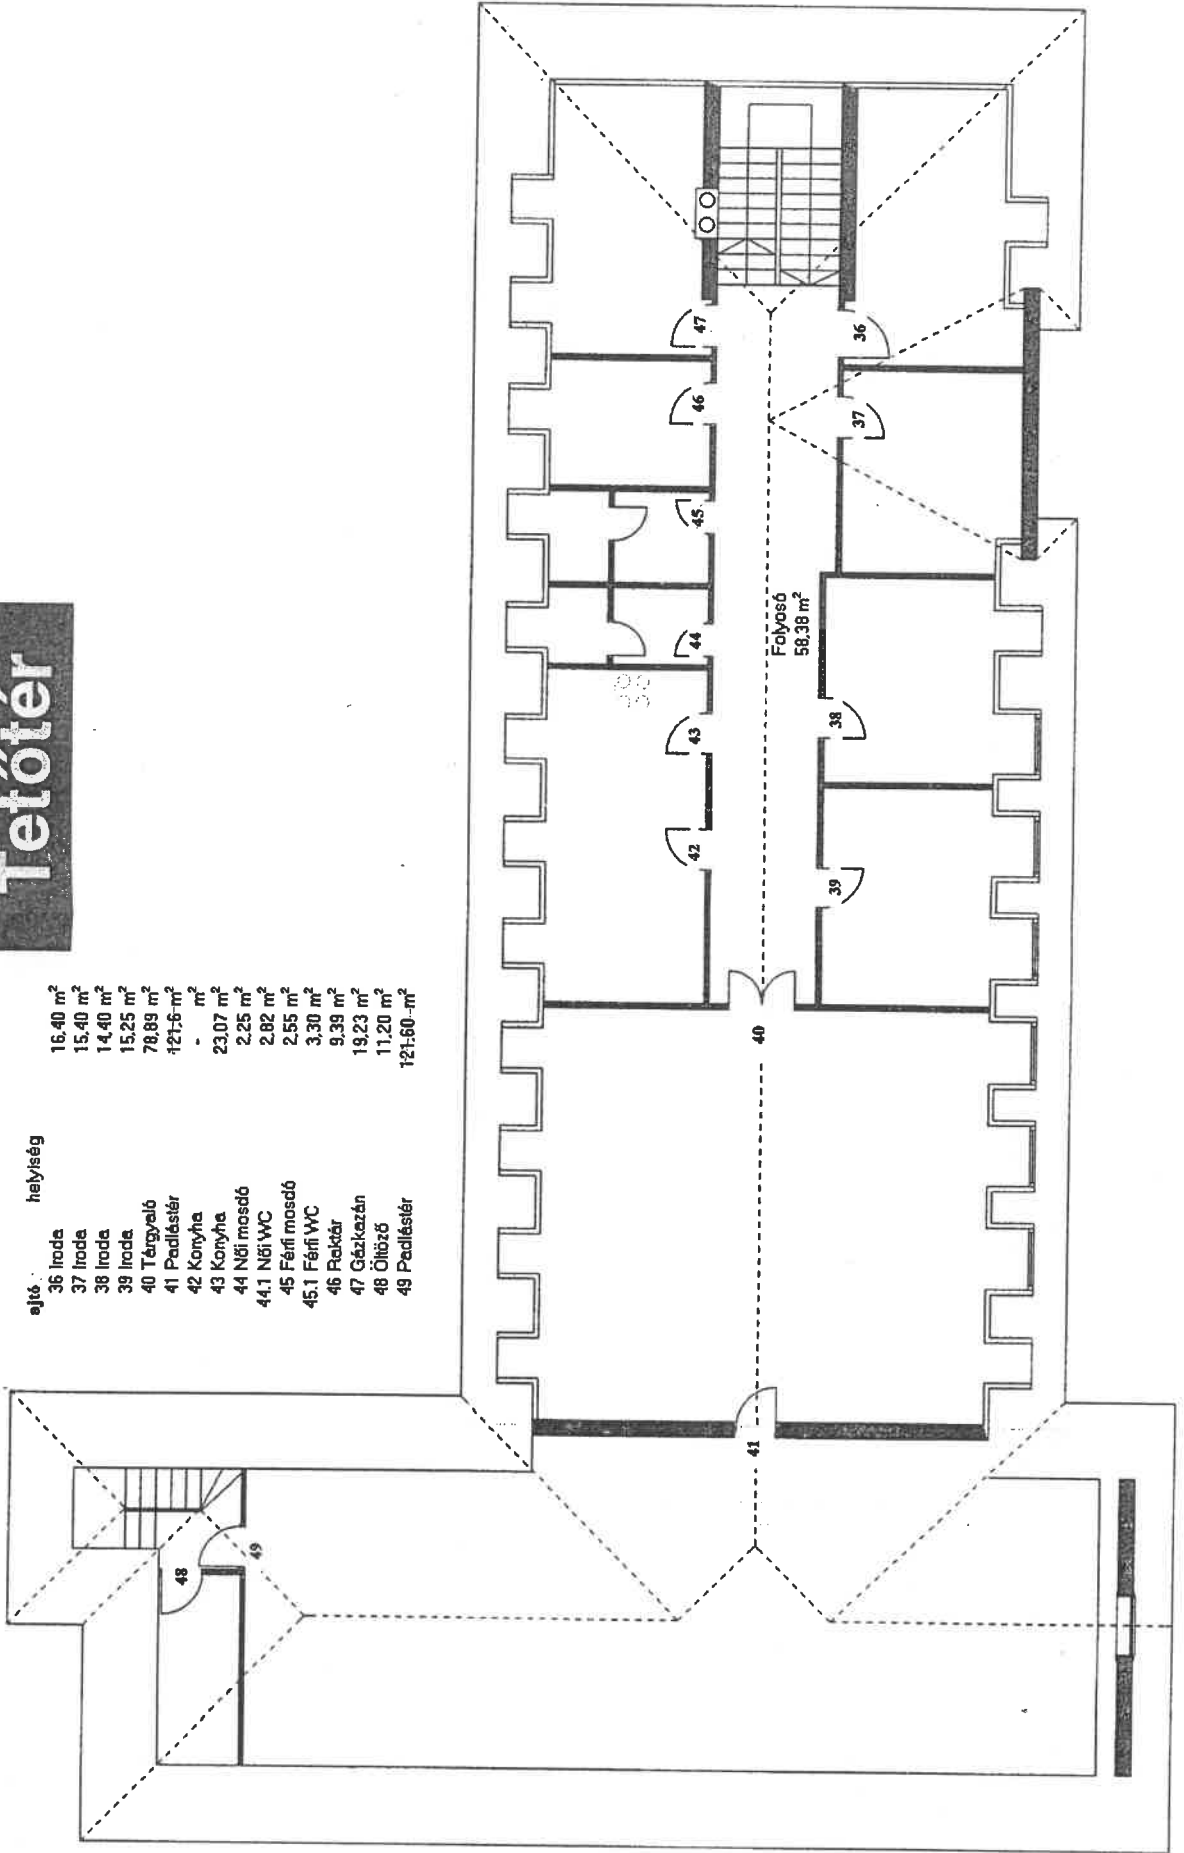 Tetőtér
ajtó helyiség
36 Iroda 16,40 m²
37 Iroda 15,40 m²
38 Iroda 14,40 m²
39 Iroda 15,25 m²
40 Tárgyaló 78,89 m²
41 Padlástér 121,6 m²
42 Konyha - m²
43 Konyha 23,07 m²
44 Női mosdó 2,25 m²
44.1 Női WC 2,82 m²
45 Férfi mosdó 2,55 m²
45.1 Férfi WC 3,30 m²
46 Raktár 9,39 m²
47 Gázkazán 19,23 m²
48 Öltöző 11,20 m²
49 Padlástér 121,60 m²
47
36
46
37
45
44
Folyosó
58,38 m²
43
38
42
39
40
41
49
48